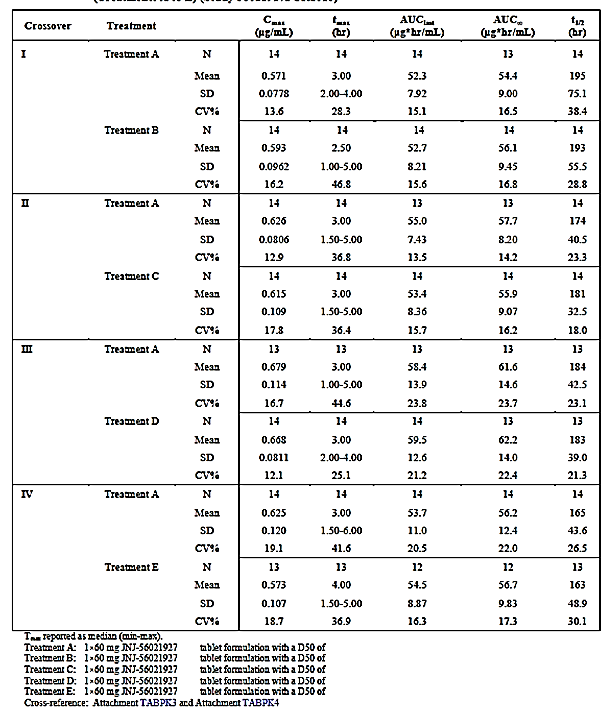 Crossover Treatment Cmax tmax AUClast AUC∞ t1/2
(µg/mL) (hr) (µg*hr/mL) (µg*hr/mL) (hr)
I Treatment A N 14 14 14 13 14
Mean 0.571 3.00 52.3 54.4 195
SD 0.0778 2.00-4.00 7.92 9.00 75.1
CV% 13.6 28.3 15.1 16.5 38.4
Treatment B N 14 14 14 14 14
Mean 0.593 2.50 52.7 56.1 193
SD 0.0962 1.00-5.00 8.21 9.45 55.5
CV% 16.2 46.8 15.6 16.8 28.8
II Treatment A N 14 14 13 13 14
Mean 0.626 3.00 55.0 57.7 174
SD 0.0806 1.50-5.00 7.43 8.20 40.5
CV% 12.9 36.8 13.5 14.2 23.3
Treatment C N 14 14 14 14 14
Mean 0.615 3.00 53.4 55.9 181
SD 0.109 1.50-5.00 8.36 9.07 32.5
CV% 17.8 36.4 15.7 16.2 18.0
III Treatment A N 13 13 13 13 13
Mean 0.679 3.00 58.4 61.6 184
SD 0.114 1.00-5.00 13.9 14.6 42.5
CV% 16.7 44.6 23.8 23.7 23.1
Treatment D N 14 14 14 13 13
Mean 0.668 3.00 59.5 62.2 183
SD 0.0811 2.00-4.00 12.6 14.0 39.0
CV% 12.1 25.1 21.2 22.4 21.3
IV Treatment A N 14 14 14 14 14
Mean 0.625 3.00 53.7 56.2 165
SD 0.120 1.50-6.00 11.0 12.4 43.6
CV% 19.1 41.6 20.5 22.0 26.5
Treatment E N 13 13 12 12 13
Mean 0.573 4.00 54.5 56.7 163
SD 0.107 1.50-5.00 8.87 9.83 48.9
CV% 18.7 36.9 16.3 17.3 30.1
Tmax reported as median (min-max).
Treatment A: 1×60 mg JNJ-56021927 tablet formulation with a D50 of
Treatment B: 1×60 mg JNJ-56021927 tablet formulation with a D50 of
Treatment C: 1×60 mg JNJ-56021927 tablet formulation with a D50 of
Treatment D: 1×60 mg JNJ-56021927 tablet formulation with a D50 of
Treatment E: 1×60 mg JNJ-56021927 tablet formulation with a D50 of
Cross-reference: Attachment TABPK3 and Attachment TABPK4